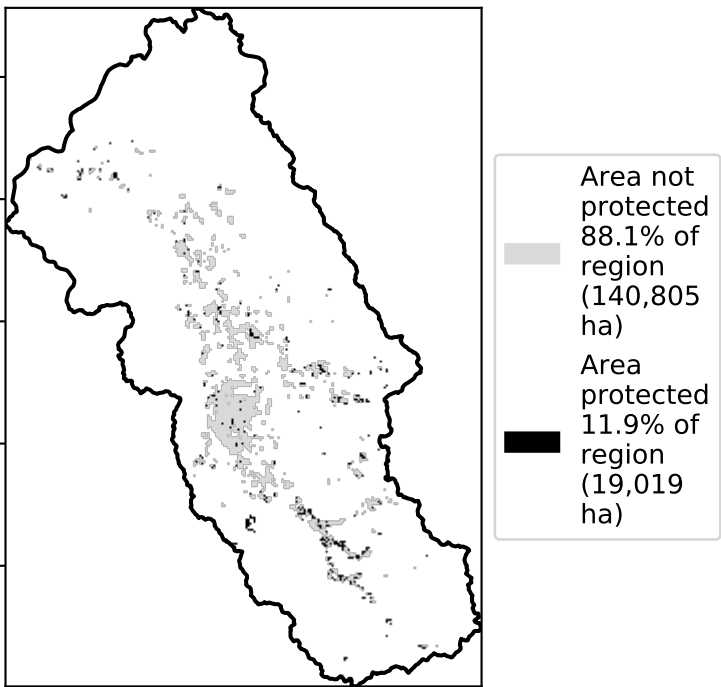 Area not
protected
88.1% of
region
(140,805
ha)
Area
protected
11.9% of
region
(19,019
ha)